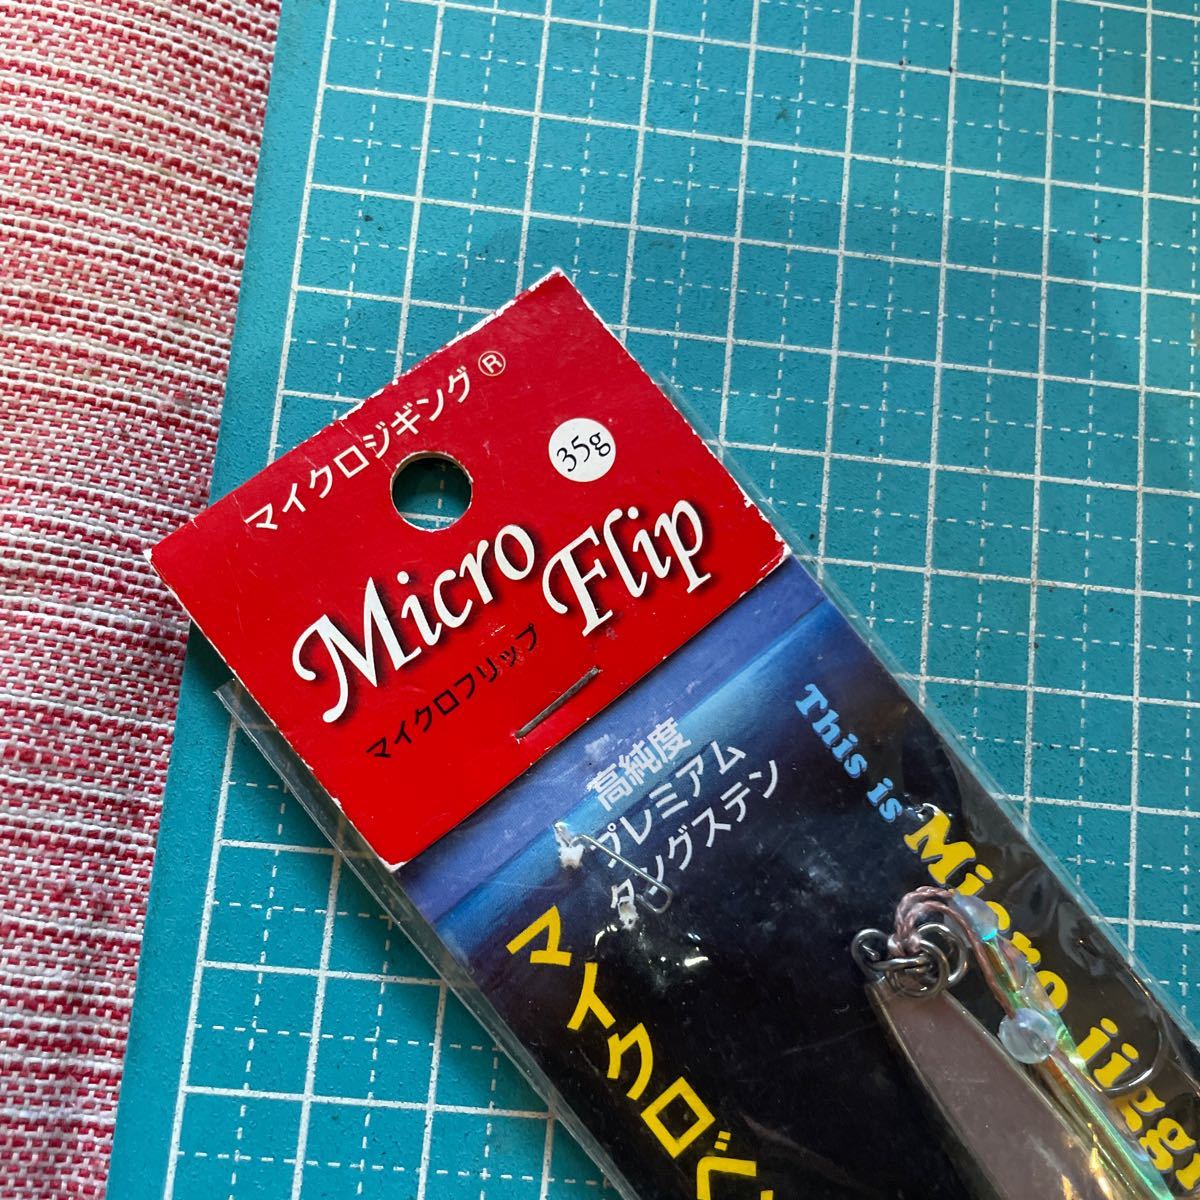 マイクロジギング®
35g
Micro
Flip
マイクロフリップ
高純度
プレミアム
タングステン
This is Micro jigg
マイクロベ